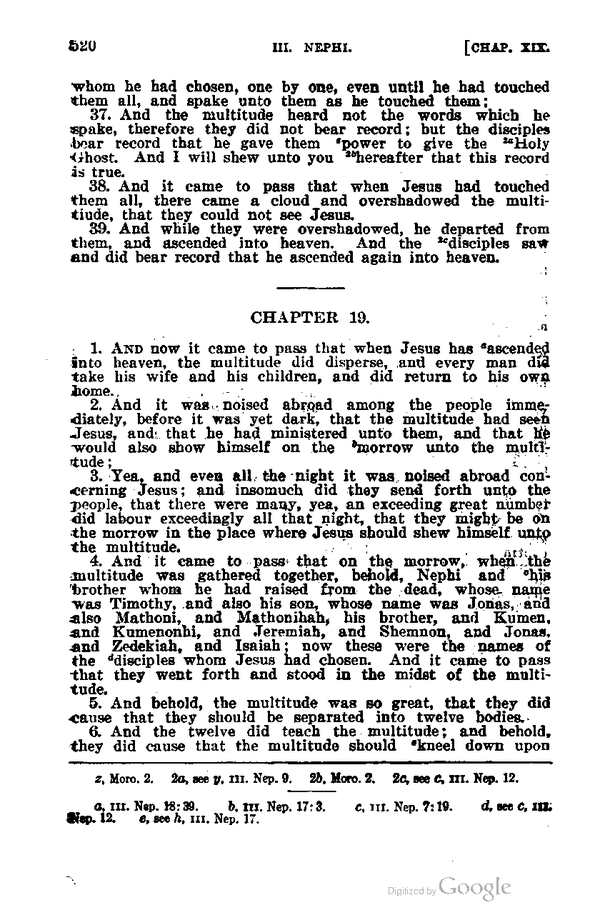 520 III. NEPHI. [CHAP. XIX.
whom he had chosen, one by one, even until he had touched
them all, and spake unto them as he touched them;
37. And the multitude heard not the words which he
spake, therefore they did not bear record; but the disciples
bear record that he gave them zpower to give the 2aHoly
Ghost. And I will shew unto you 2bhereafter that this record
is true.
38. And it came to pass that when Jesus had touched
them all, there came a cloud and overshadowed the multi-
tiude, that they could not see Jesus.
39. And while they were overshadowed, he departed from
them, and ascended into heaven. And the 2cdisciples saw
and did bear record that he ascended again into heaven.
CHAPTER 19.
1. AND now it came to pass that when Jesus has aascended
into heaven, the multitude did disperse, and every man did
take his wife and his children, and did return to his own
home.
2. And it was noised abroad among the people imme-
diately, before it was yet dark, that the multitude had seen
Jesus, and that he had ministered unto them, and that he
would also show himself on the bmorrow unto the multi-
tude;
3. Yea, and even all the night it was noised abroad con-
cerning Jesus; and insomuch did they send forth unto the
people, that there were many, yea, an exceeding great number
did labour exceedingly all that night, that they might be on
the morrow in the place where Jesus should shew himself unto
the multitude.
4. And it came to pass that on the morrow, when the
multitude was gathered together, behold, Nephi and chis
brother whom he had raised from the dead, whose name
was Timothy, and also his son, whose name was Jonas, and
also Mathoni, and Mathonihah, his brother, and Kumen,
and Kumenonhi, and Jeremiah, and Shemnon, and Jonas,
and Zedekiah, and Isaiah; now these were the names of
the ddisciples whom Jesus had chosen. And it came to pass
that they went forth and stood in the midst of the multi-
tude.
5. And behold, the multitude was so great, that they did
cause that they should be separated into twelve bodies.
6. And the twelve did teach the multitude; and behold,
they did cause that the multitude should ekneel down upon
z, Moro. 2. 2a, see y, III. Nep. 9. 2b, Moro. 2. 2c, see c, III. Nep. 12.
a, III. Nep. 18:39. b, III. Nep. 17:3. c, III. Nep. 7:19. d, see c, III.
Nep. 12. e, see h, III. Nep. 17.
Digitized by Google